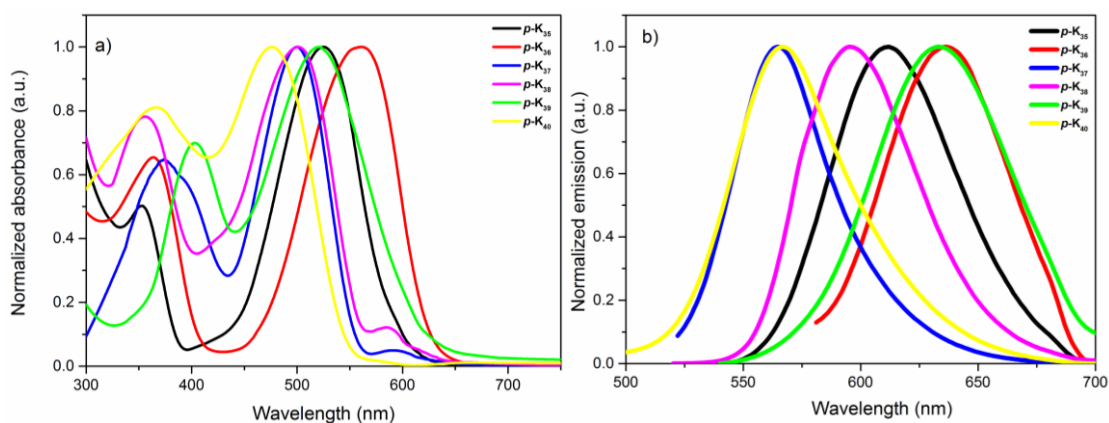 a)
p-K35
p-K36
p-K37
p-K38
p-K39
p-K40
Normalized absorbance (a.u.)
1.0
0.8
0.6
0.4
0.2
0.0
300 400 500 600 700
Wavelength (nm)
b)
p-K35
p-K36
p-K37
p-K38
p-K39
p-K40
Normalized emission (a.u.)
1.0
0.8
0.6
0.4
0.2
0.0
500 550 600 650 700
Wavelength (nm)